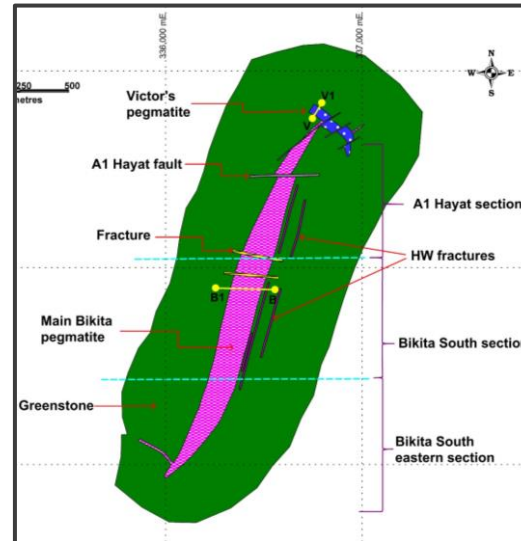 336,000 mE
337,000 mE
N
W E
S
250 500
metres
Victor's
pegmatite
V1
V
A1 Hayat fault
A1 Hayat section
Fracture
HW fractures
B1 B
Main Bikita
pegmatite
Bikita South section
Greenstone
Bikita South
eastern section